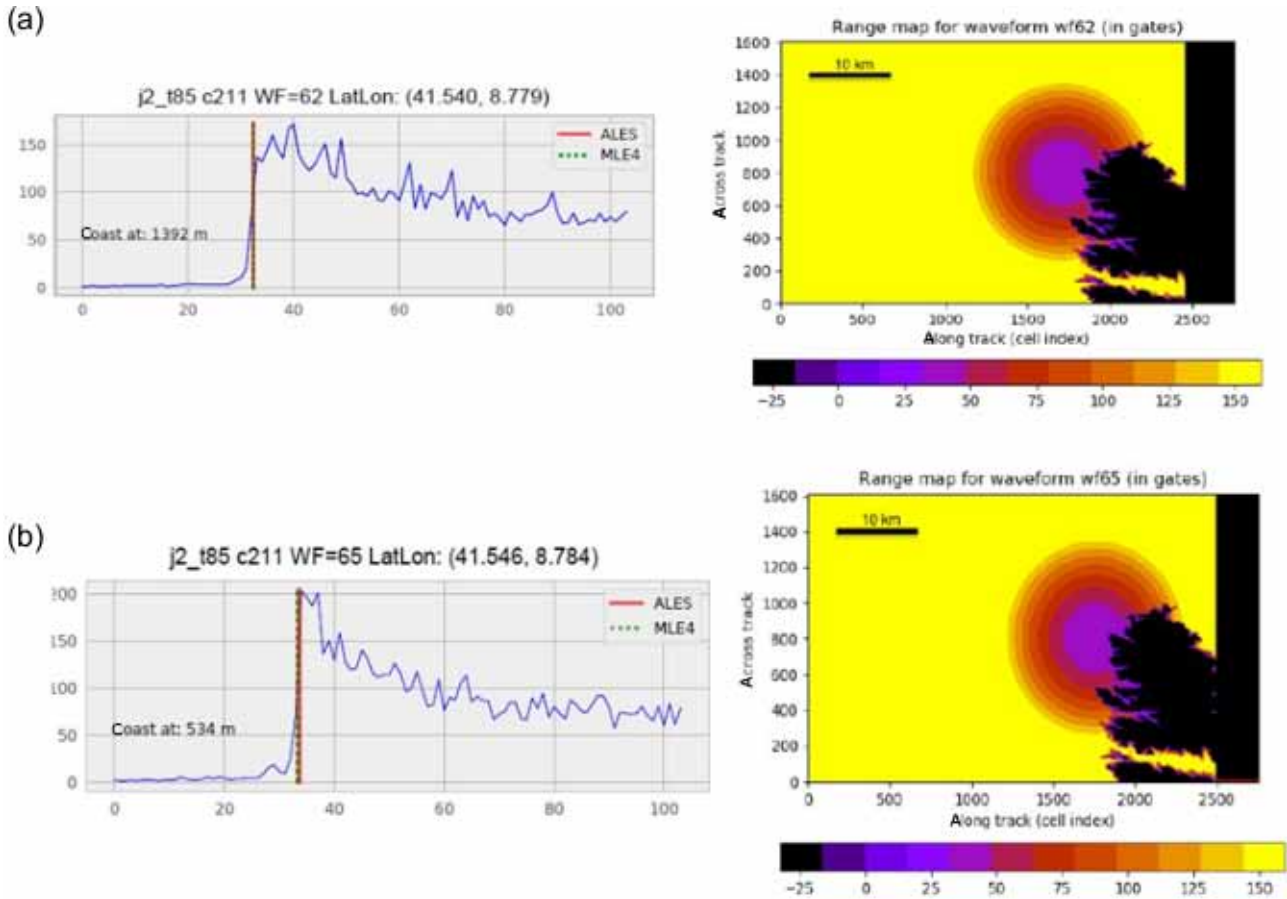 (a)
j2_t85 c211 WF=62 LatLon: (41.540, 8.779)
150
100
50
0
ALES
MLE4
Coast at: 1392 m
0 20 40 60 80 100
Range map for waveform wf62 (in gates)
1600
1400
1200
1000
800
600
400
200
0
Across track
10 km
0 500 1000 1500 2000 2500
Along track (cell index)
−25 0 25 50 75 100 125 150
(b)
j2_t85 c211 WF=65 LatLon: (41.546, 8.784)
200
150
100
50
0
ALES
MLE4
Coast at: 534 m
0 20 40 60 80 100
Range map for waveform wf65 (in gates)
1600
1400
1200
1000
800
600
400
200
0
Across track
10 km
0 500 1000 1500 2000 2500
Along track (cell index)
−25 0 25 50 75 100 125 150